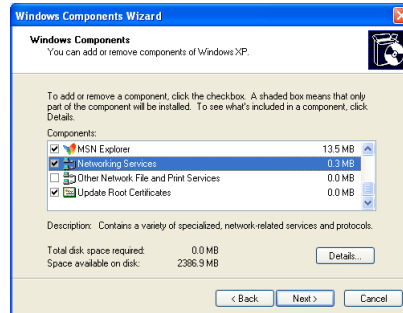 Windows Components Wizard
Windows Components
You can add or remove components of Windows XP.
To add or remove a component, click the checkbox. A shaded box means that only
part of the component will be installed. To see what's included in a component, click
Details.
Components:
MSN Explorer 13.5 MB
Networking Services 0.3 MB
Other Network File and Print Services 0.0 MB
Update Root Certificates 0.0 MB
Description: Contains a variety of specialized, network-related services and protocols.
Total disk space required: 0.0 MB
Space available on disk: 2386.9 MB
Details...
< Back Next > Cancel